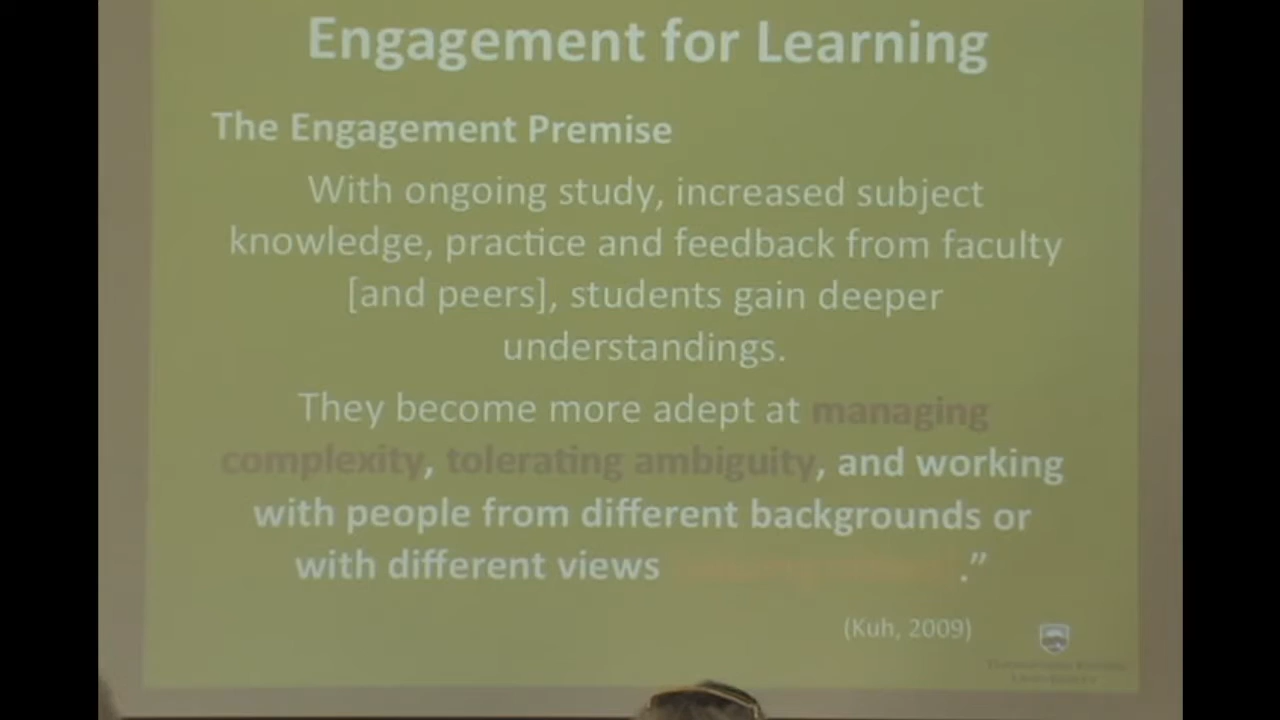 Engagement for Learning
The Engagement Premise
With ongoing study, increased subject
knowledge, practice and feedback from faculty
[and peers], students gain deeper
understandings.
They become more adept at managing
complexity, tolerating ambiguity, and working
with people from different backgrounds or
with different views .”
(Kuh, 2009)